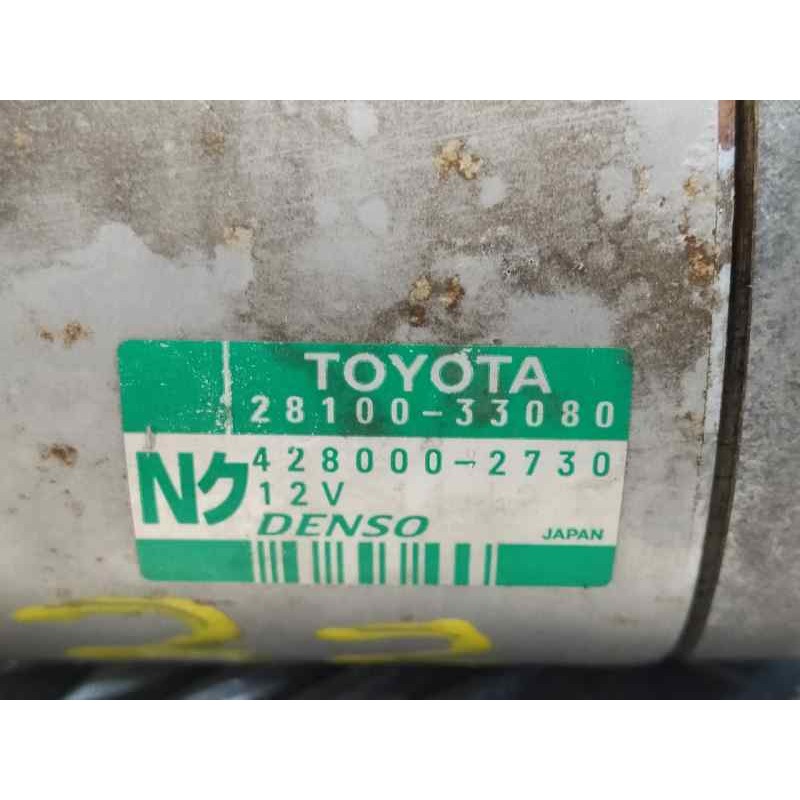 TOYOTA
28100-33080
Nク
428000-2730
12V
DENSO
JAPAN